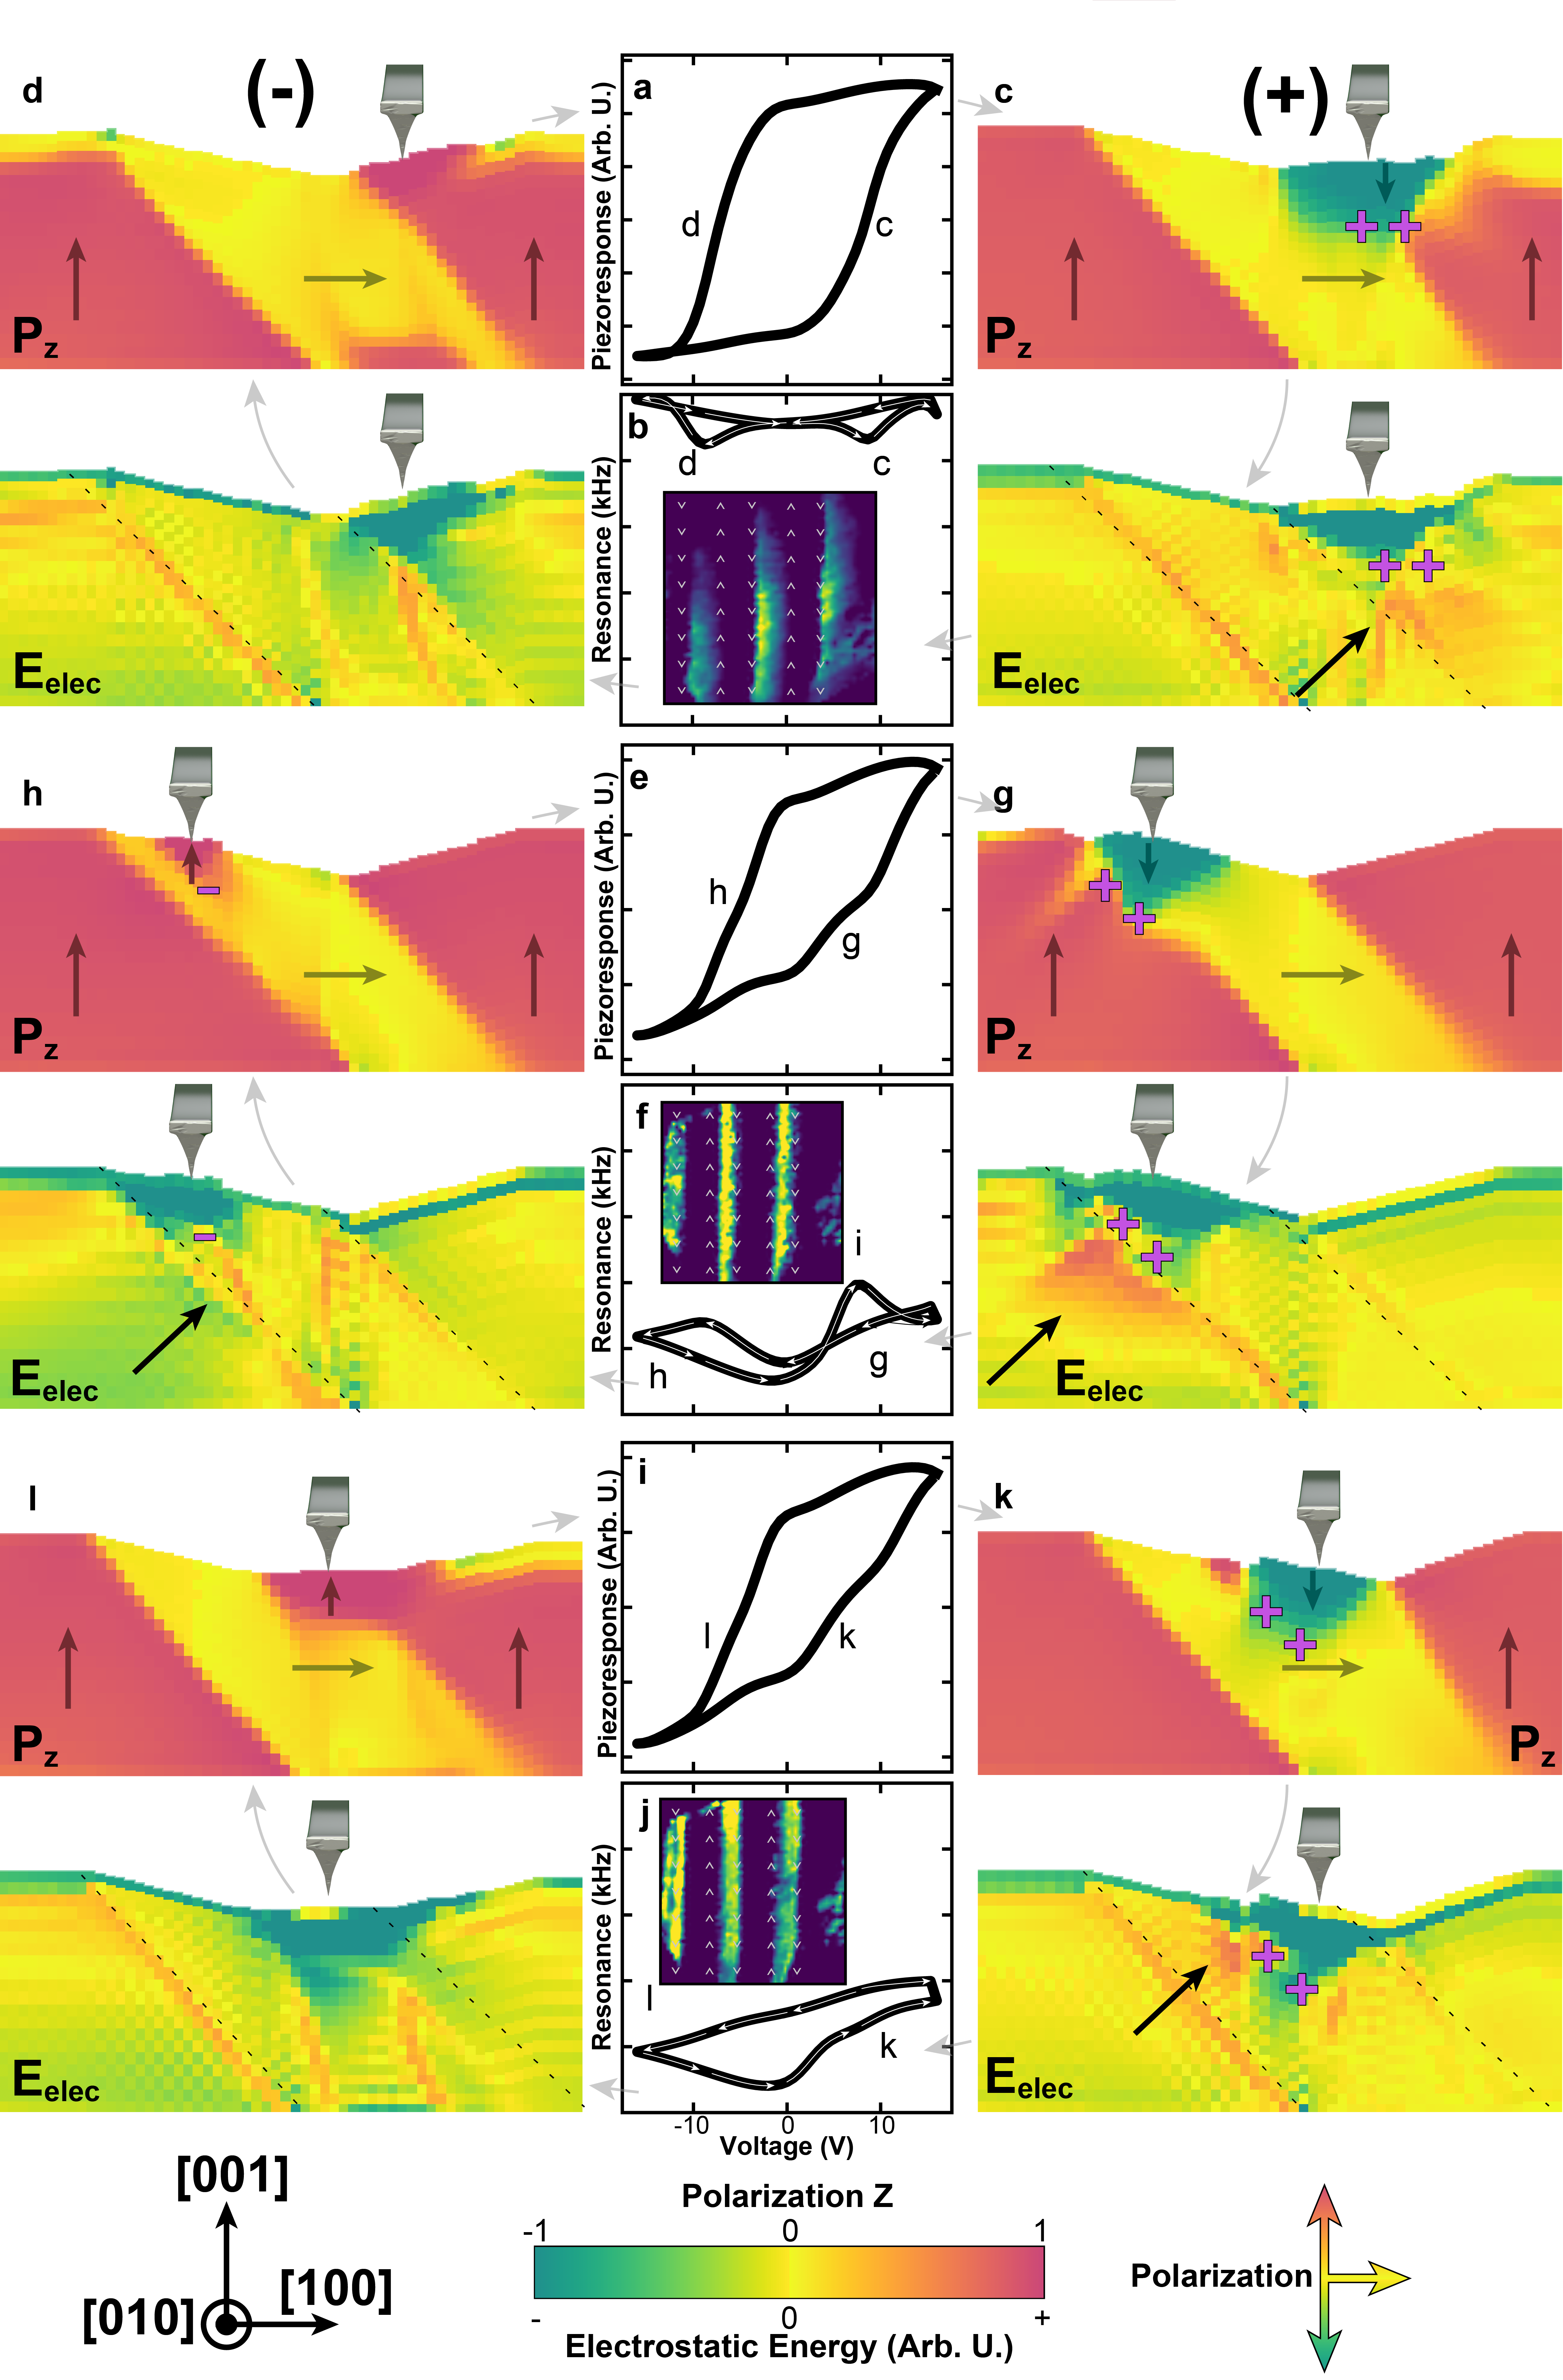 d
(-)
a
c
(+)
Piezoresponse (Arb. U.)
d
c
Pz
Pz
b
d
c
Resonance (kHz)
Eelec
Eelec
h
e
g
Piezoresponse (Arb. U.)
h
g
Pz
Pz
f
i
Resonance (kHz)
h
g
Eelec
Eelec
l
i
k
Piezoresponse (Arb. U.)
l
k
Pz
Pz
j
Resonance (kHz)
l
k
Eelec
Eelec
-10 0 10
Voltage (V)
[001]
[100]
[010]
Polarization Z
-1 0 1
- 0 +
Electrostatic Energy (Arb. U.)
Polarization